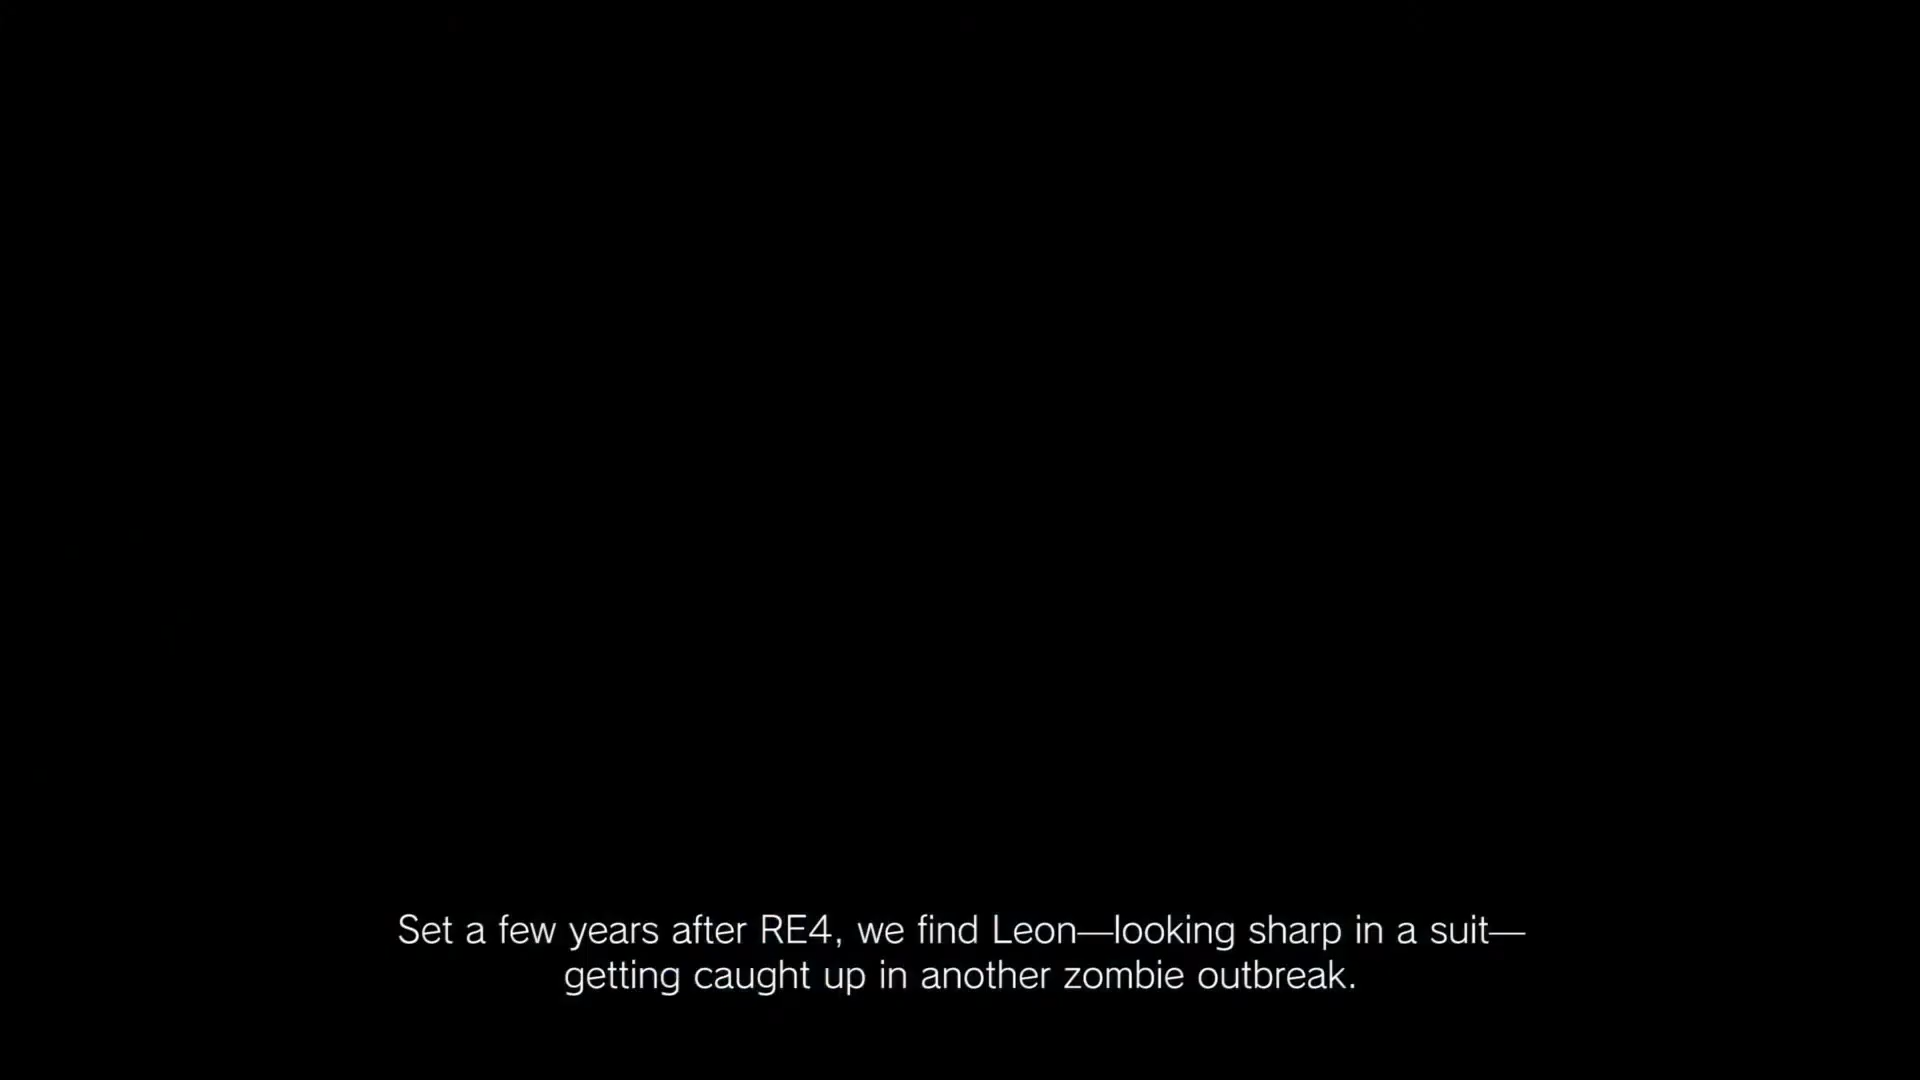 Set a few years after RE4, we find Leon—looking sharp in a suit—
getting caught up in another zombie outbreak.